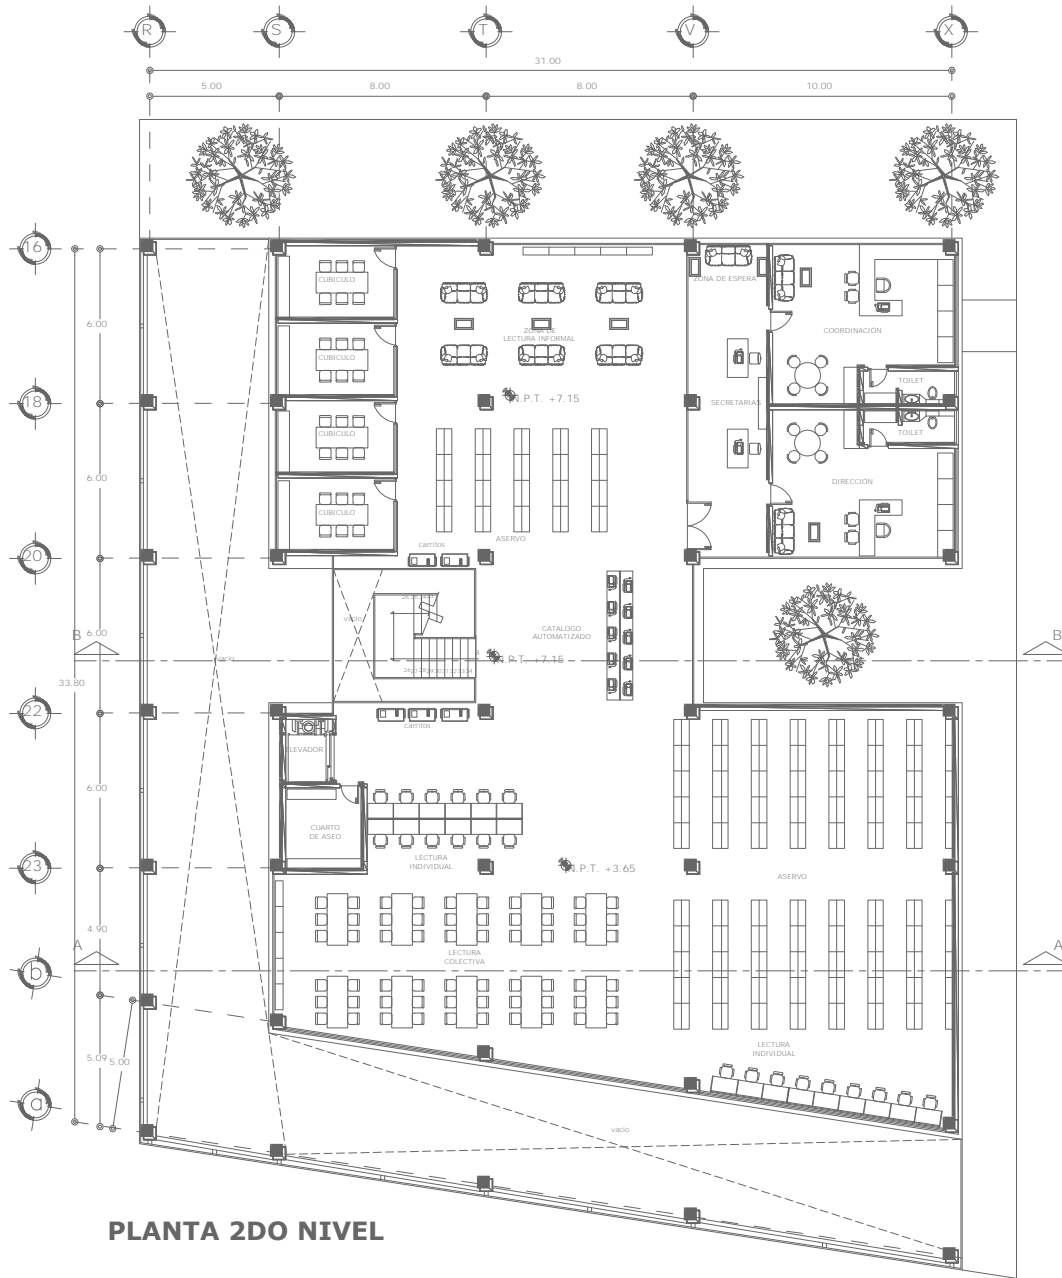 R S T V X
31.00
5.00 8.00 8.00 10.00
16
CUBICULO
ZONA DE ESPERA
6.00
ZONA DE
LECTURA INFORMAL
COORDINACIÓN
CUBICULO
TOILET
18
N.P.T. +7.15
SECRETARIAS
CUBICULO
TOILET
6.00
DIRECCIÓN
CUBICULO
ASERVO
carritos
20
vacio
CATALOGO
AUTOMATIZADO
6.00
B B
vacio
N.P.T. +7.15
33.80
22
carritos
ELEVADOR
6.00
CUARTO
DE ASEO
LECTURA
INDIVIDUAL
23
N.P.T. +3.65
ASERVO
4.90
A A
LECTURA
COLECTIVA
b
LECTURA
INDIVIDUAL
5.09 5.00
a
vacio
PLANTA 2DO NIVEL